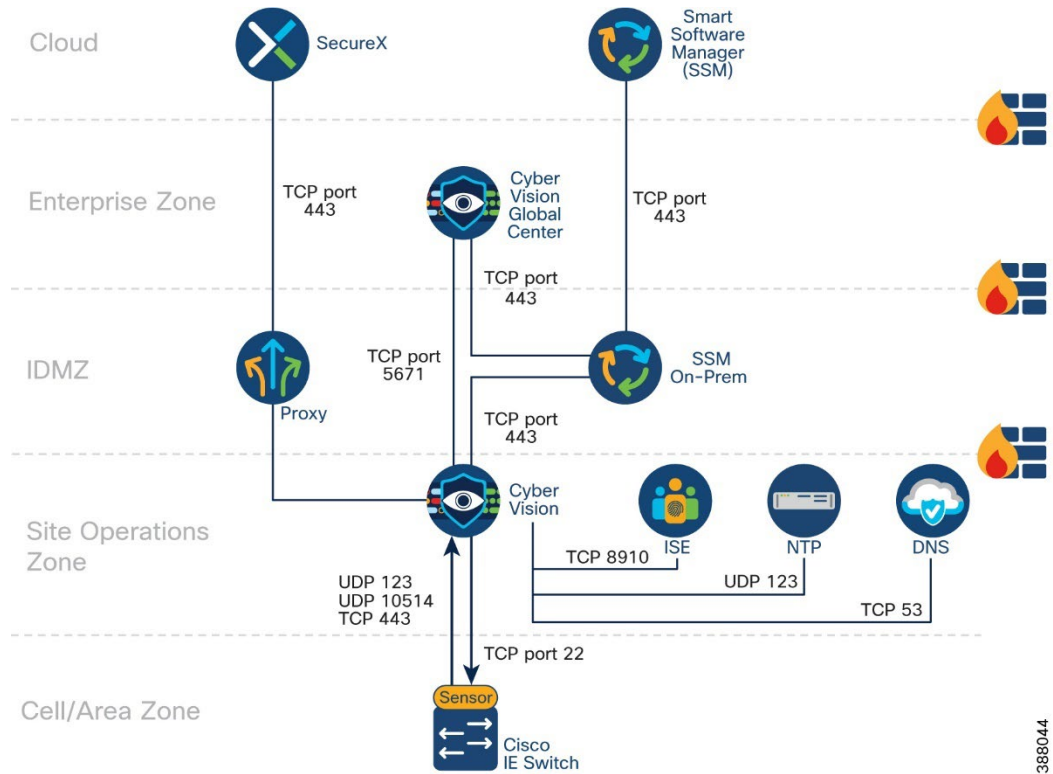 Cloud
SecureX
Smart
Software
Manager
(SSM)
Enterprise Zone
TCP port
443
Cyber
Vision
Global
Center
TCP port
443
TCP port
443
IDMZ
Proxy
TCP port
5671
SSM
On-Prem
TCP port
443
Site Operations
Zone
Cyber
Vision
ISE
NTP
DNS
TCP 8910
UDP 123
TCP 53
UDP 123
UDP 10514
TCP 443
TCP port 22
Cell/Area Zone
Sensor
Cisco
IE Switch
388044